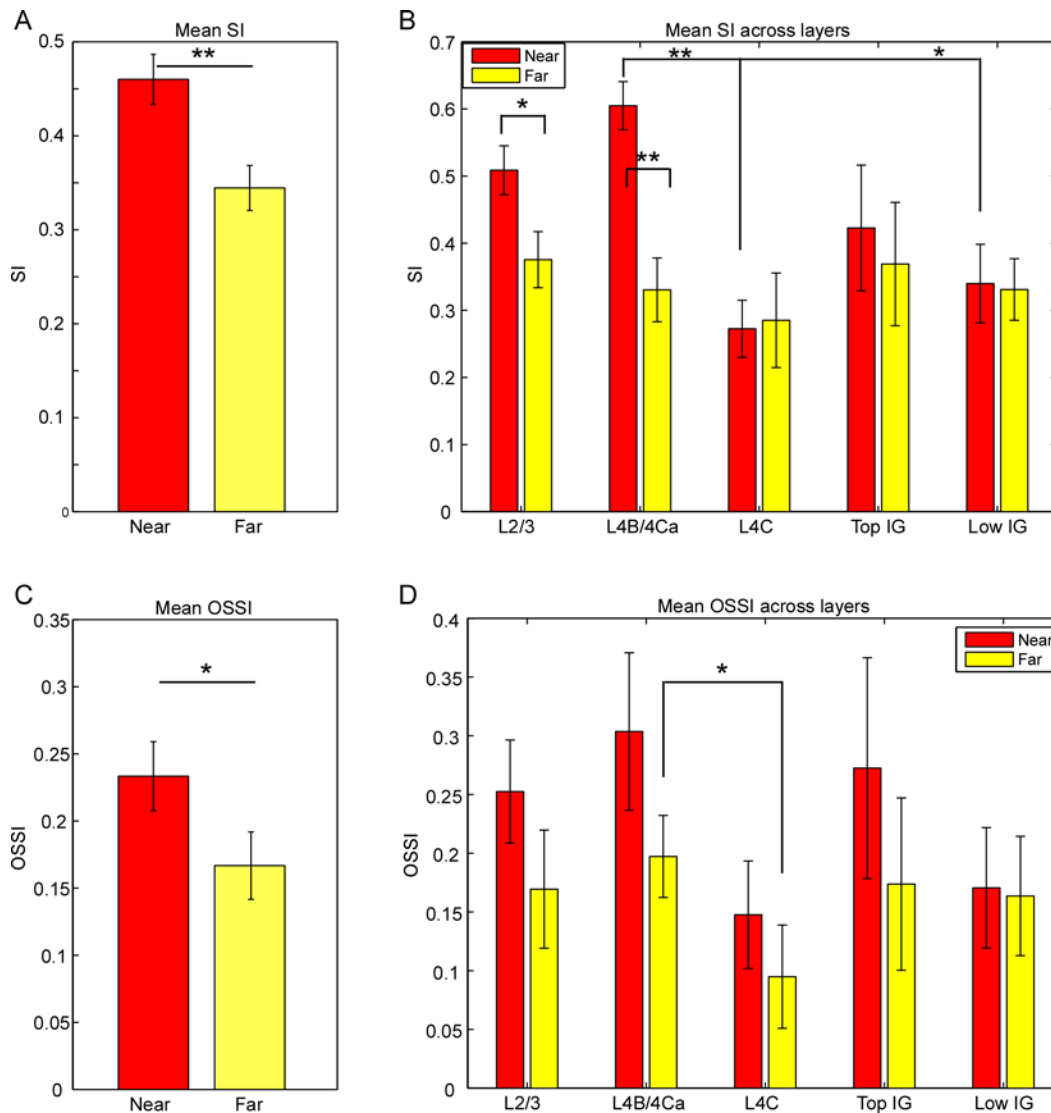 A
Mean SI
0.5
**
0.4
0.3
SI
0.2
0.1
0
Near Far
B
Mean SI across layers
0.7
Near
Far
** *
0.6
*
**
0.5
0.4
SI
0.3
0.2
0.1
0
L2/3 L4B/4Ca L4C Top IG Low IG
C
Mean OSSI
0.35
*
0.3
0.25
0.2
OSSI
0.15
0.1
0.05
0
Near Far
D
Mean OSSI across layers
0.4
Near
Far
0.35
*
0.3
0.25
0.2
OSSI
0.15
0.1
0.05
0
L2/3 L4B/4Ca L4C Top IG Low IG